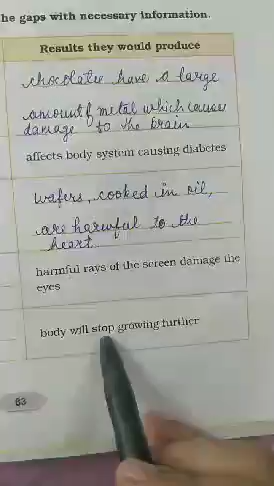 he gaps with necessary information.
Results they would produce
chocolates have a large
amount of metal which causes
damage to the brain
affects body system causing diabetes
wafers, cooked in oil,
are harmful to the
heart
harmful rays of the screen damage the
eyes
body will stop growing further
63